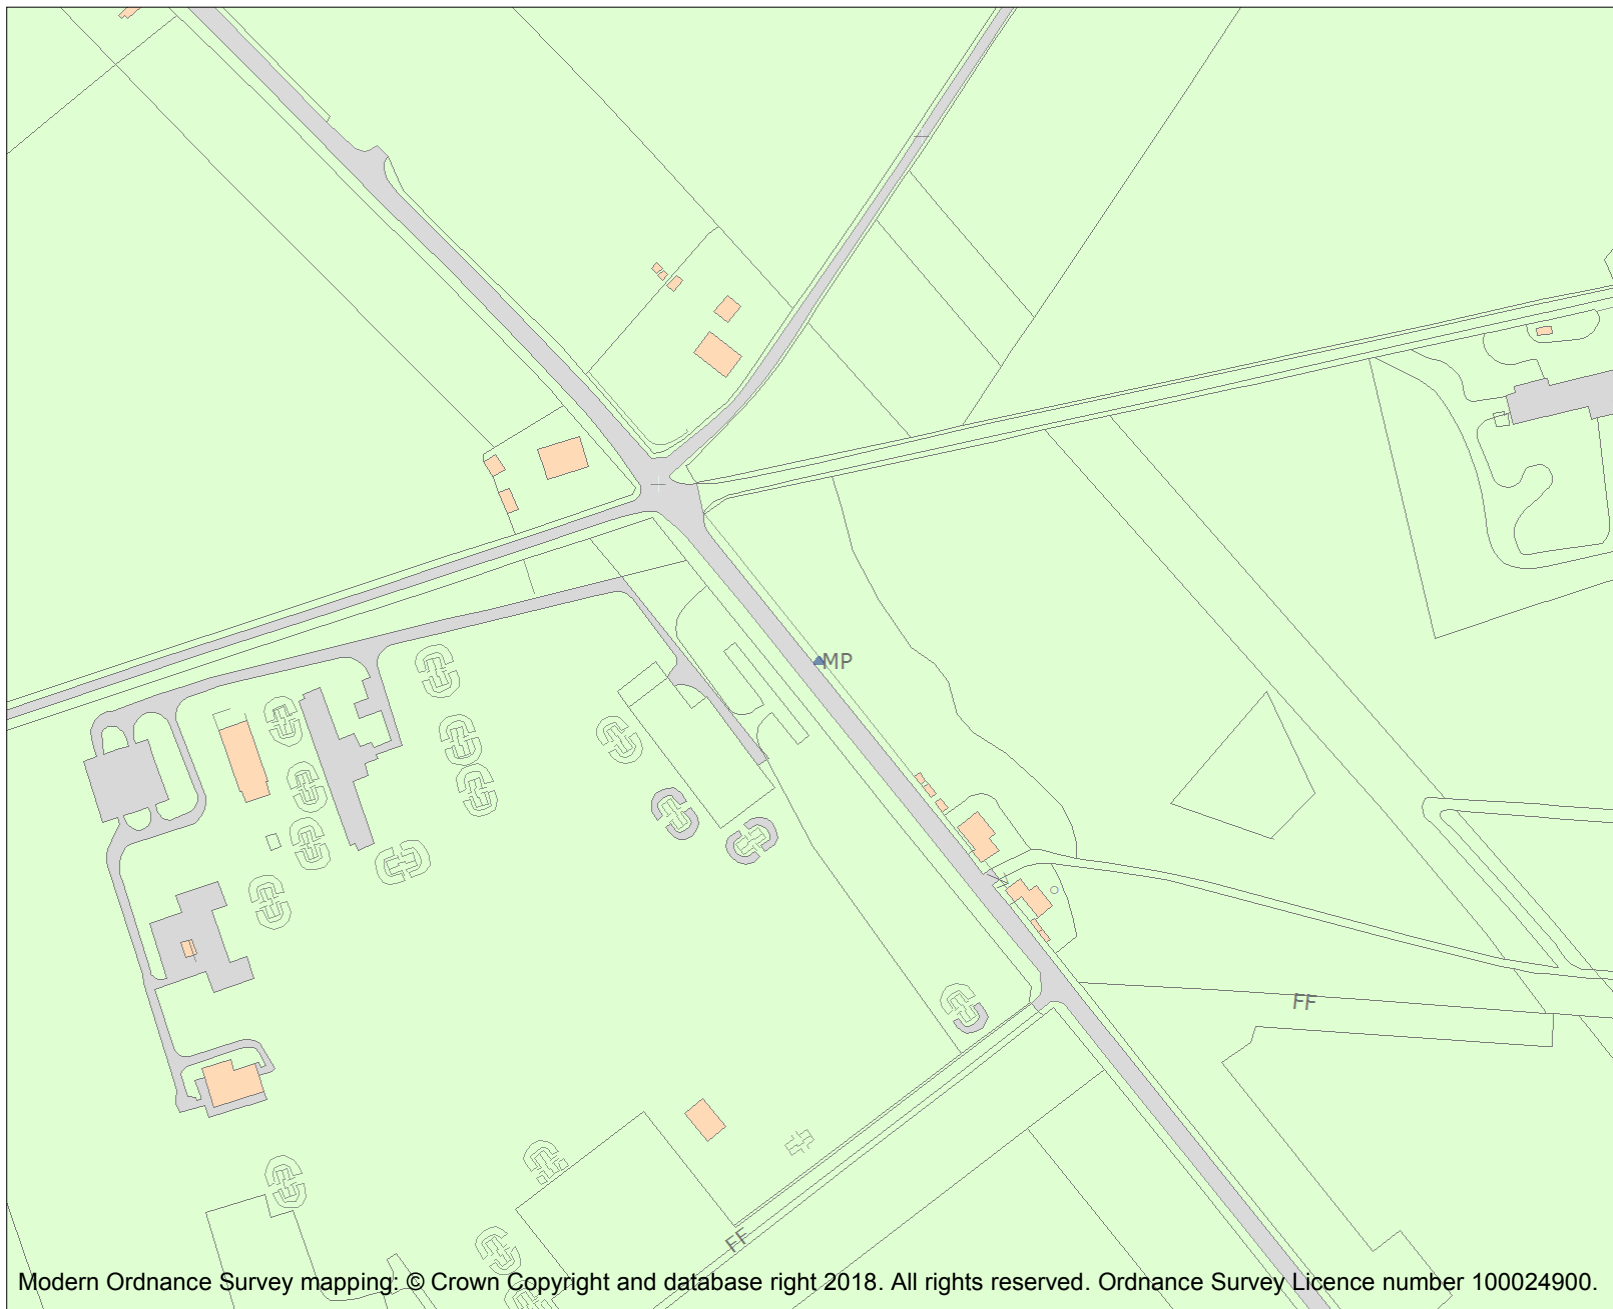 MP
FF
FF
Modern Ordnance Survey mapping: © Crown Copyright and database right 2018. All rights reserved. Ordnance Survey Licence number 100024900.